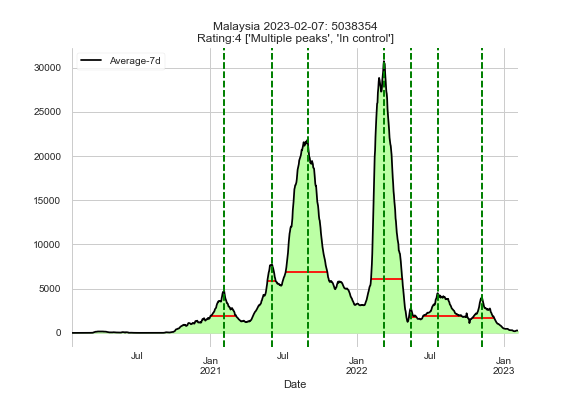 Malaysia 2023-02-07: 5038354
Rating:4 ['Multiple peaks', 'In control']
Average-7d
30000
25000
20000
15000
10000
5000
0
Jul
Jan
2021
Jul
Jan
2022
Jul
Jan
2023
Date